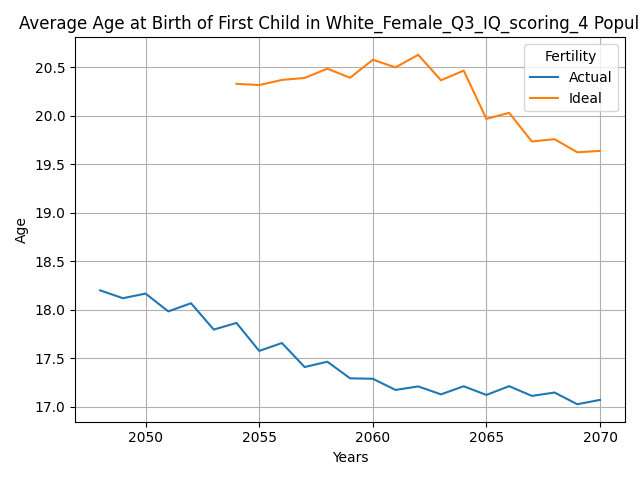 Average Age at Birth of First Child in White_Female_Q3_IQ_scoring_4 Popul
Fertility
Actual
Ideal
20.5
20.0
19.5
19.0
18.5
18.0
17.5
17.0
Age
2050 2055 2060 2065 2070
Years